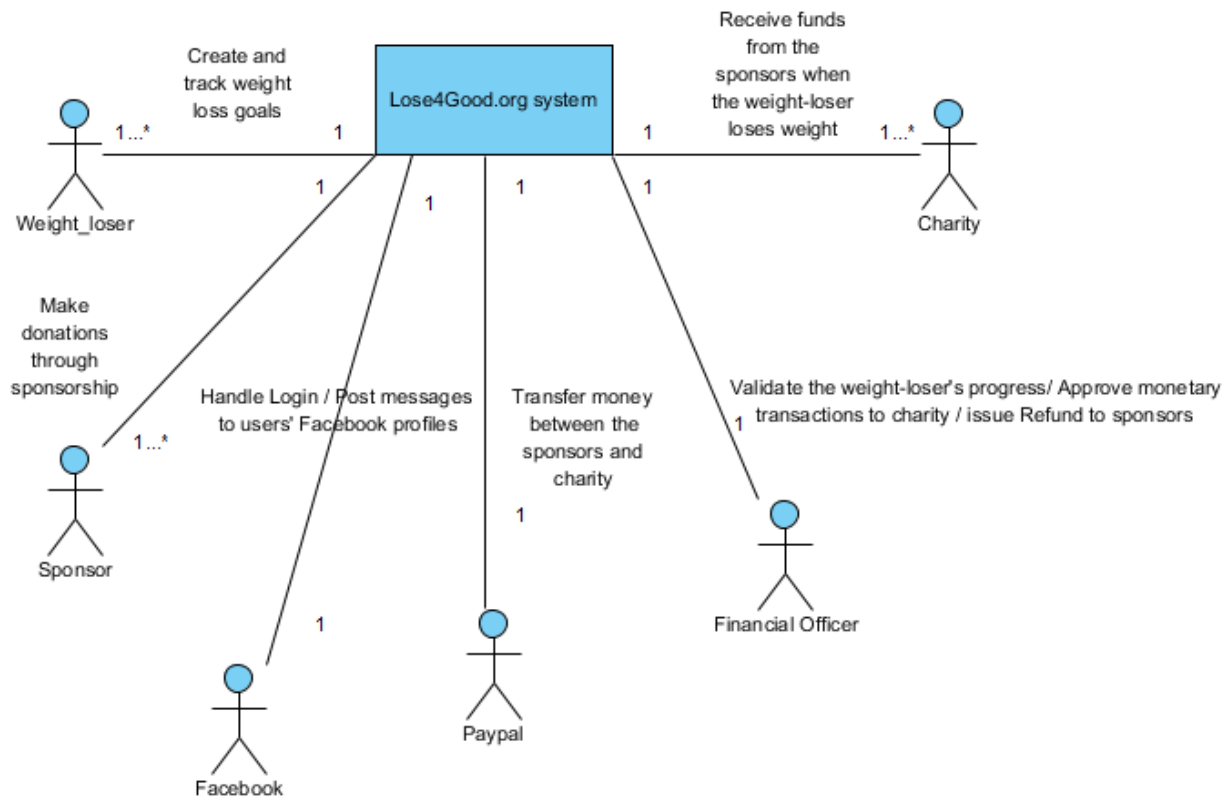 Create and
track weight
loss goals
Lose4Good.org system
Receive funds
from the
sponsors when
the weight-loser
loses weight
1...*
1
1
1...*
Weight_loser
Charity
1
1
1
1
Make
donations
through
sponsorship
Handle Login / Post messages
to users' Facebook profiles
Transfer money
between the
sponsors and
charity
Validate the weight-loser's progress/ Approve monetary
transactions to charity / issue Refund to sponsors
1
1...*
1
Sponsor
1
Financial Officer
Paypal
Facebook